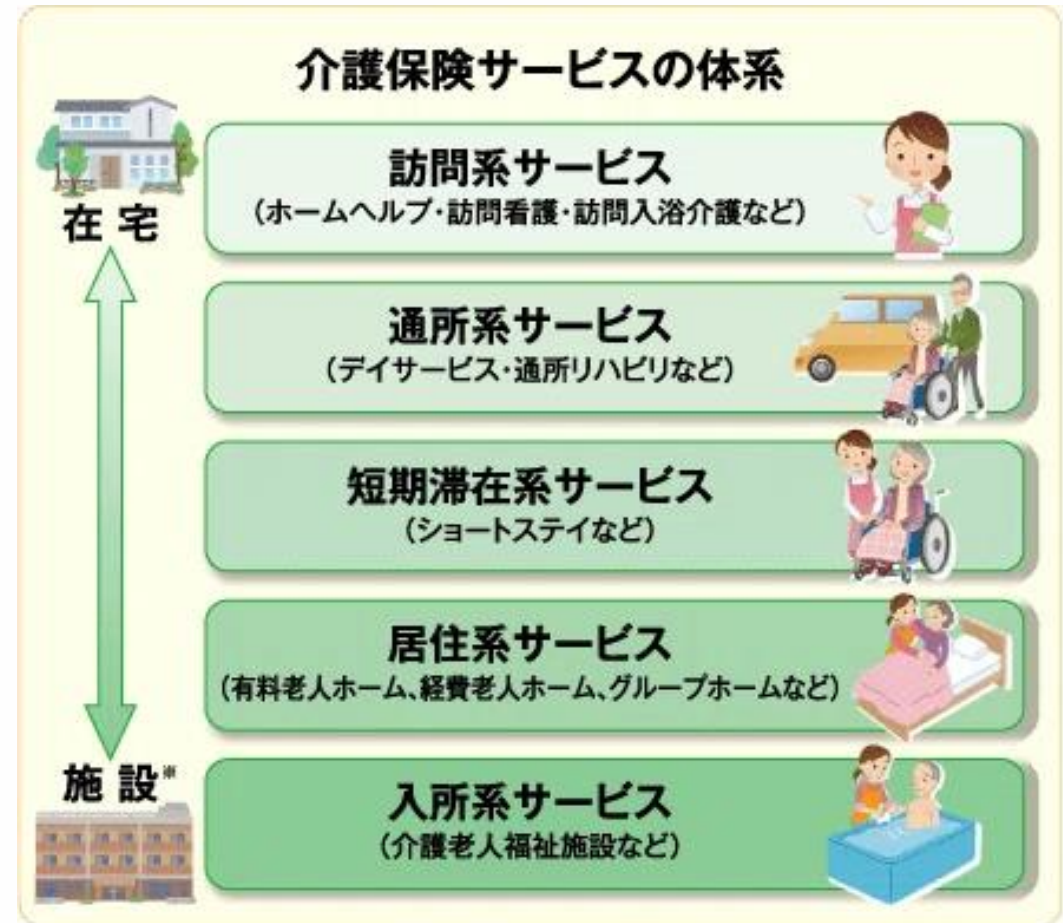 介護保険サービスの体系
在宅
訪問系サービス
(ホームヘルプ・訪問看護・訪問入浴介護など)
通所系サービス
(デイサービス・通所リハビリなど)
短期滞在系サービス
(ショートステイなど)
居住系サービス
(有料老人ホーム、経費老人ホーム、グループホームなど)
施設※
入所系サービス
(介護老人福祉施設など)